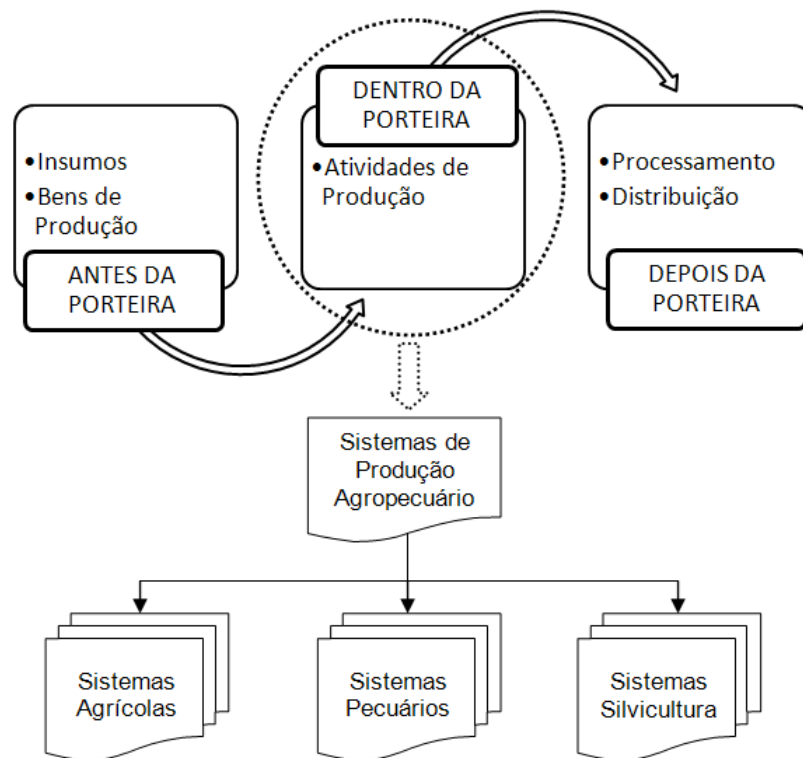 •Insumos
•Bens de
Produção
ANTES DA
PORTEIRA
DENTRO DA
PORTEIRA
•Atividades de
Produção
•Processamento
•Distribuição
DEPOIS DA
PORTEIRA
Sistemas de
Produção
Agropecuário
Sistemas
Agrícolas
Sistemas
Pecuários
Sistemas
Silvicultura